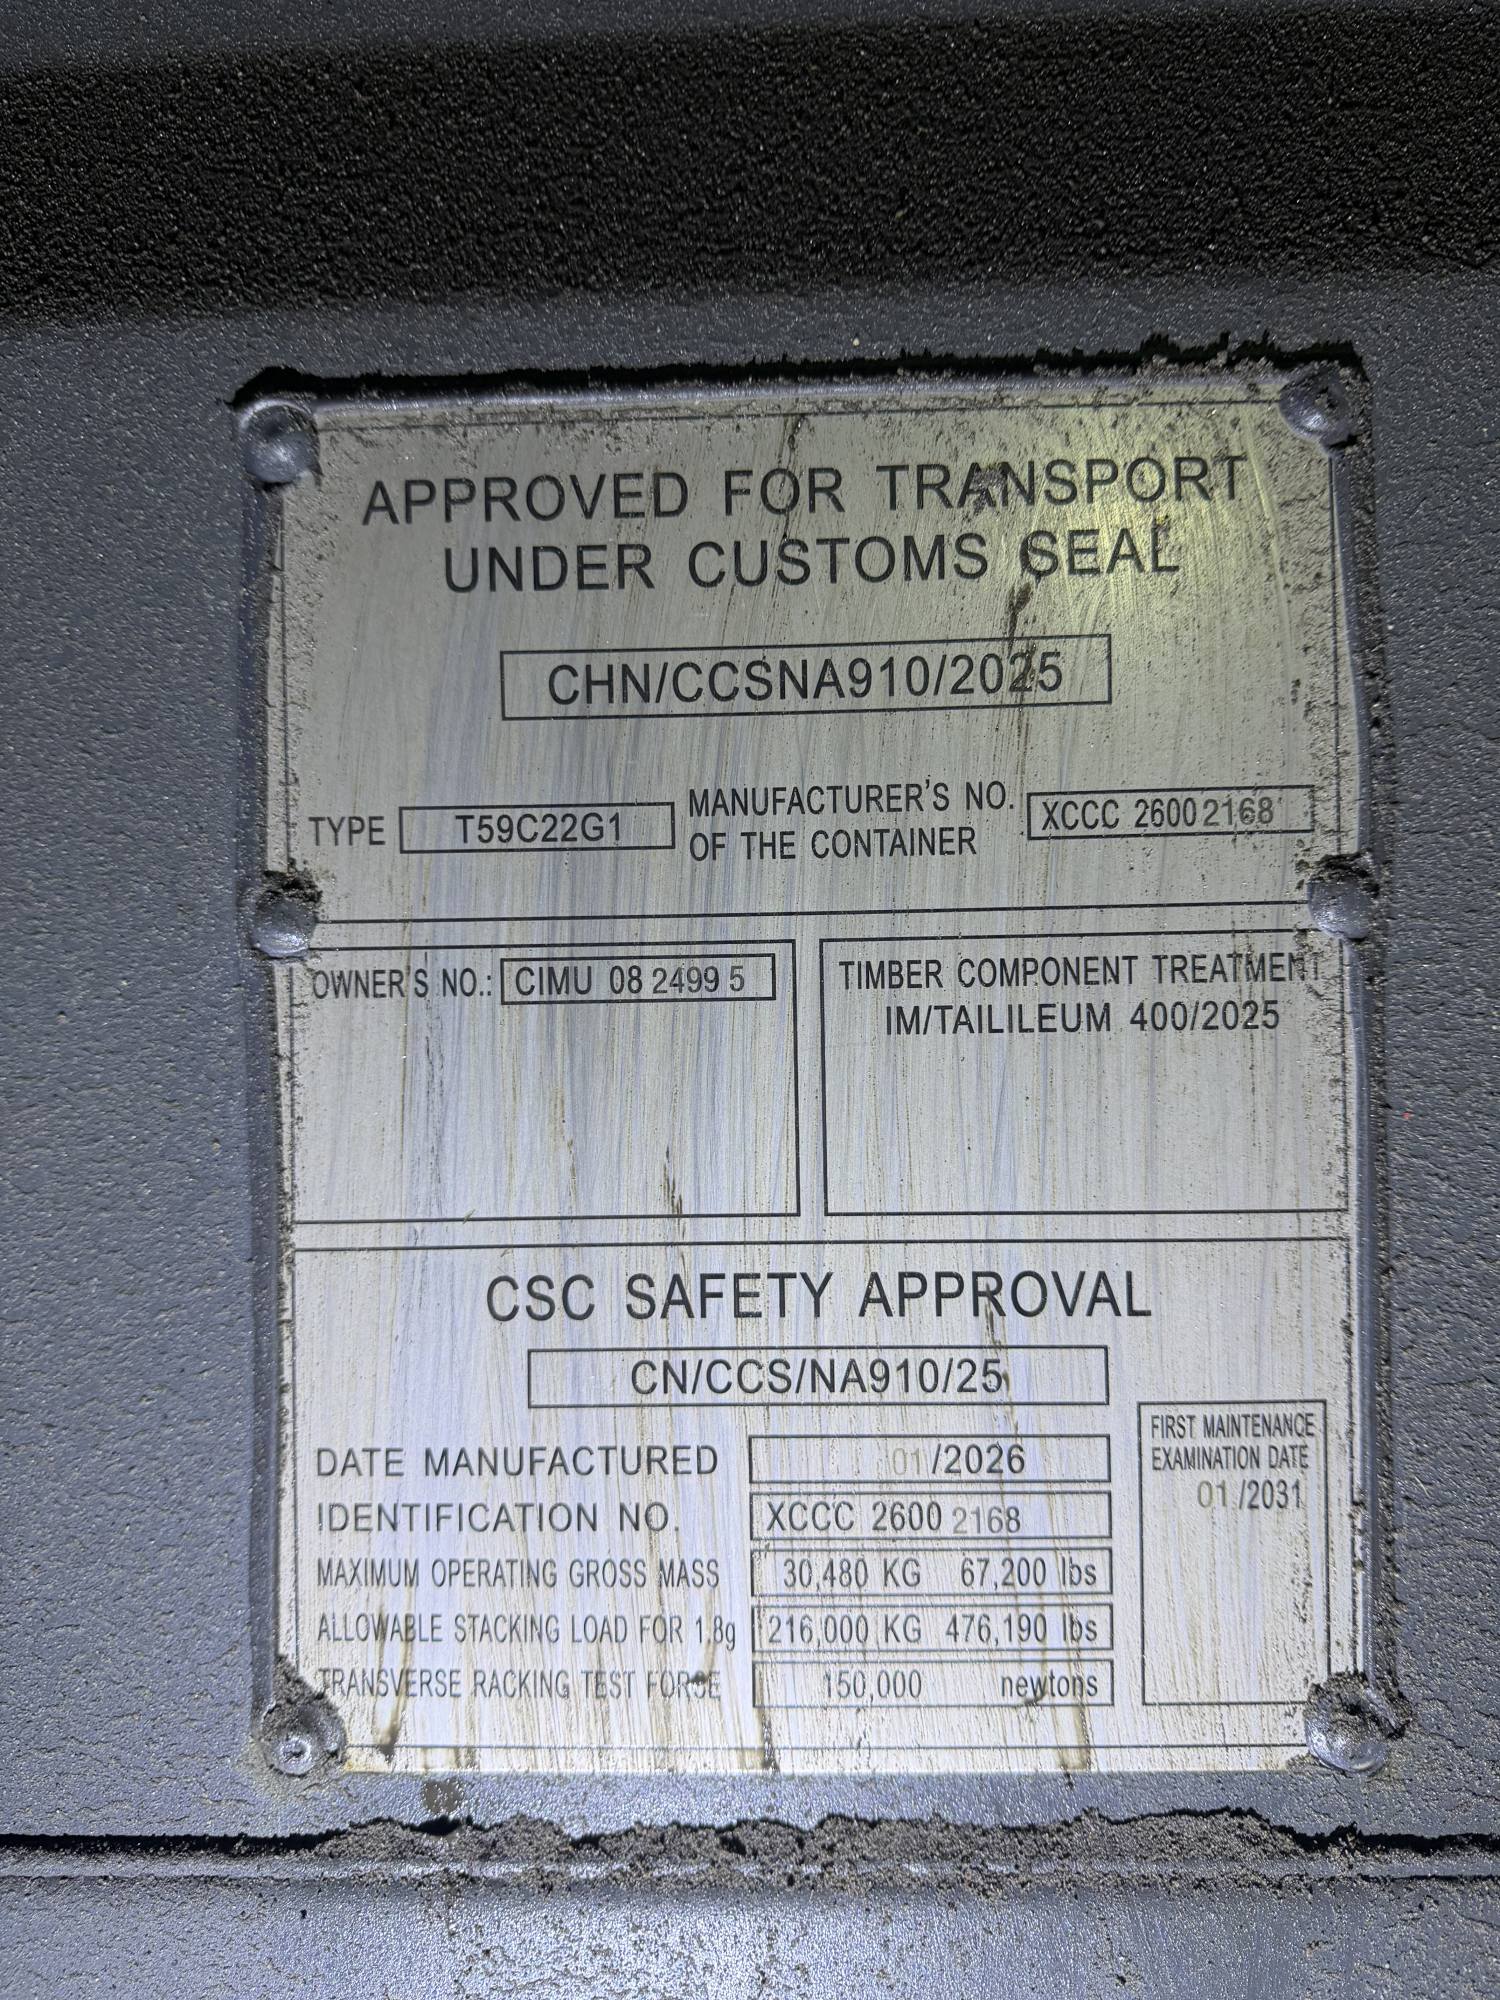 APPROVED FOR TRANSPORT
UNDER CUSTOMS SEAL
CHN/CCSNA910/2025
TYPE T59C22G1
MANUFACTURER'S NO.
OF THE CONTAINER
XCCC 2600 2168
OWNER'S NO.: CIMU 08 2499 5
TIMBER COMPONENT TREATMENT
IM/TAILILEUM 400/2025
CSC SAFETY APPROVAL
CN/CCS/NA910/25
DATE MANUFACTURED 01/2026
IDENTIFICATION NO. XCCC 2600 2168
MAXIMUM OPERATING GROSS MASS 30,480 KG 67,200 lbs
ALLOWABLE STACKING LOAD FOR 1.8g 216,000 KG 476,190 lbs
TRANSVERSE RACKING TEST FORCE 150,000 newtons
FIRST MAINTENANCE
EXAMINATION DATE
01/2031